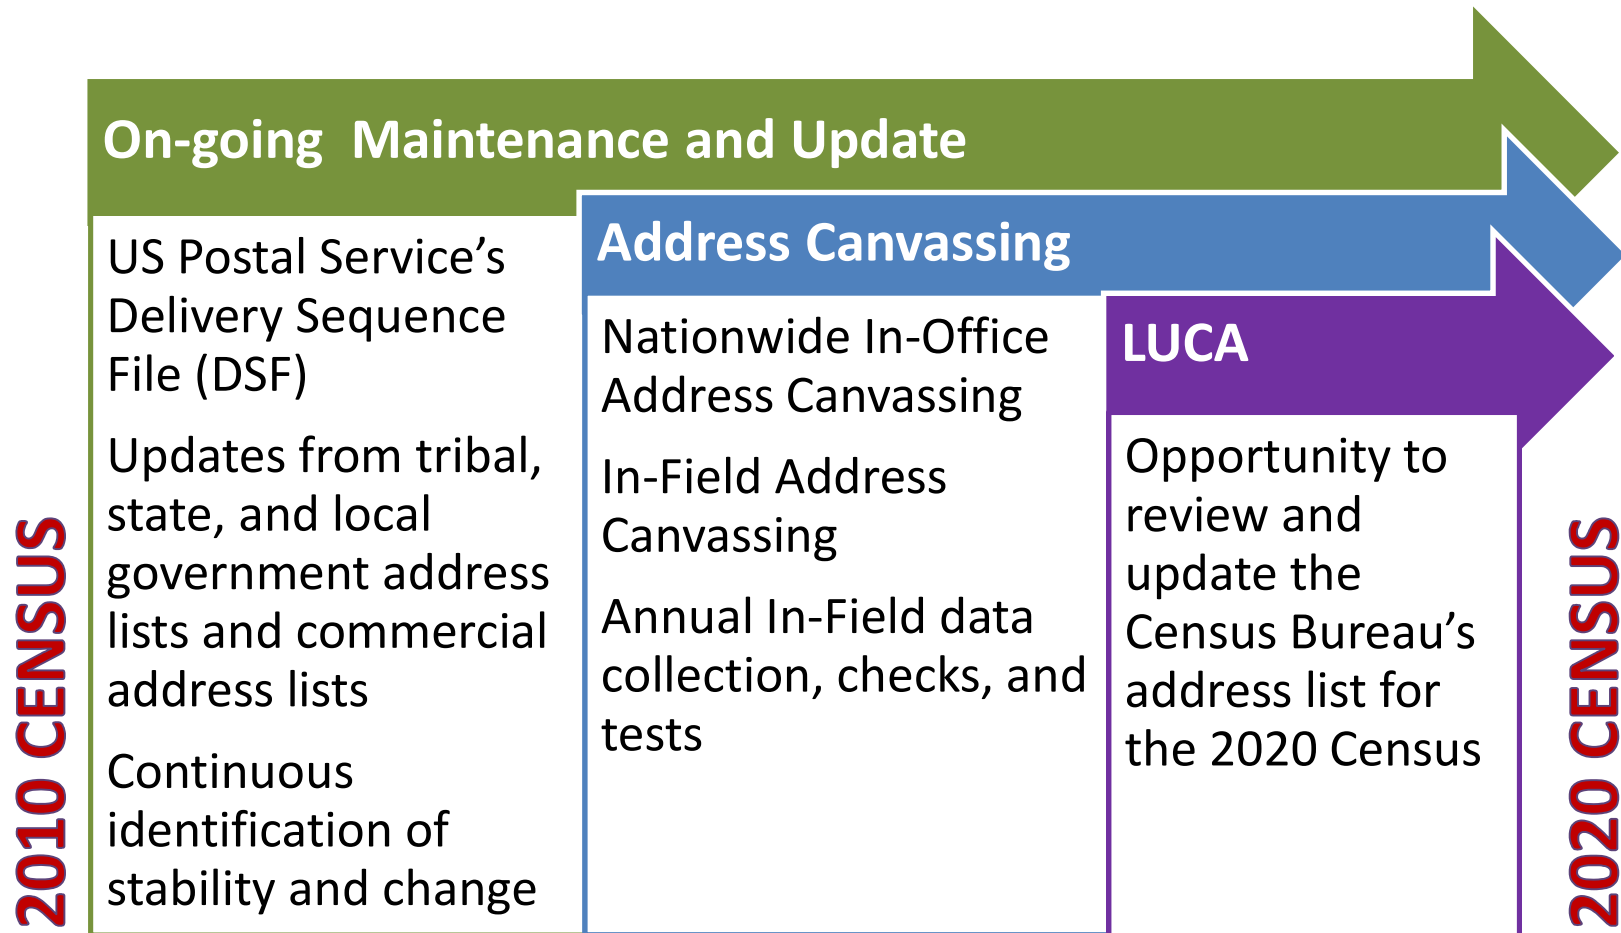 On-going  Maintenance and Update
US Postal Service’s
Delivery Sequence
File (DSF)
Updates from tribal,
state, and local
government address
lists and commercial
address lists
Continuous
identification of
stability and change
Address Canvassing
Nationwide In-Office
Address Canvassing
In-Field Address
Canvassing
Annual In-Field data
collection, checks, and
tests
LUCA
Opportunity to
review and
update the
Census Bureau’s
address list for
the 2020 Census
2010 CENSUS
2020 CENSUS